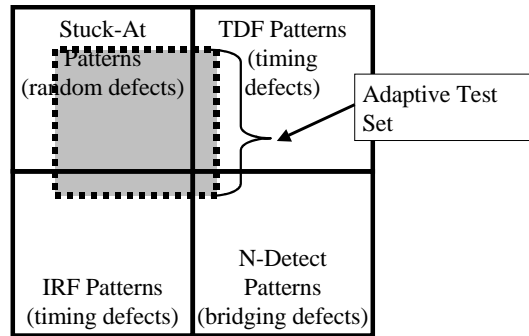 Stuck-At
Patterns
(random defects)
TDF Patterns
(timing
defects)
Adaptive Test
Set
IRF Patterns
(timing defects)
N-Detect
Patterns
(bridging defects)